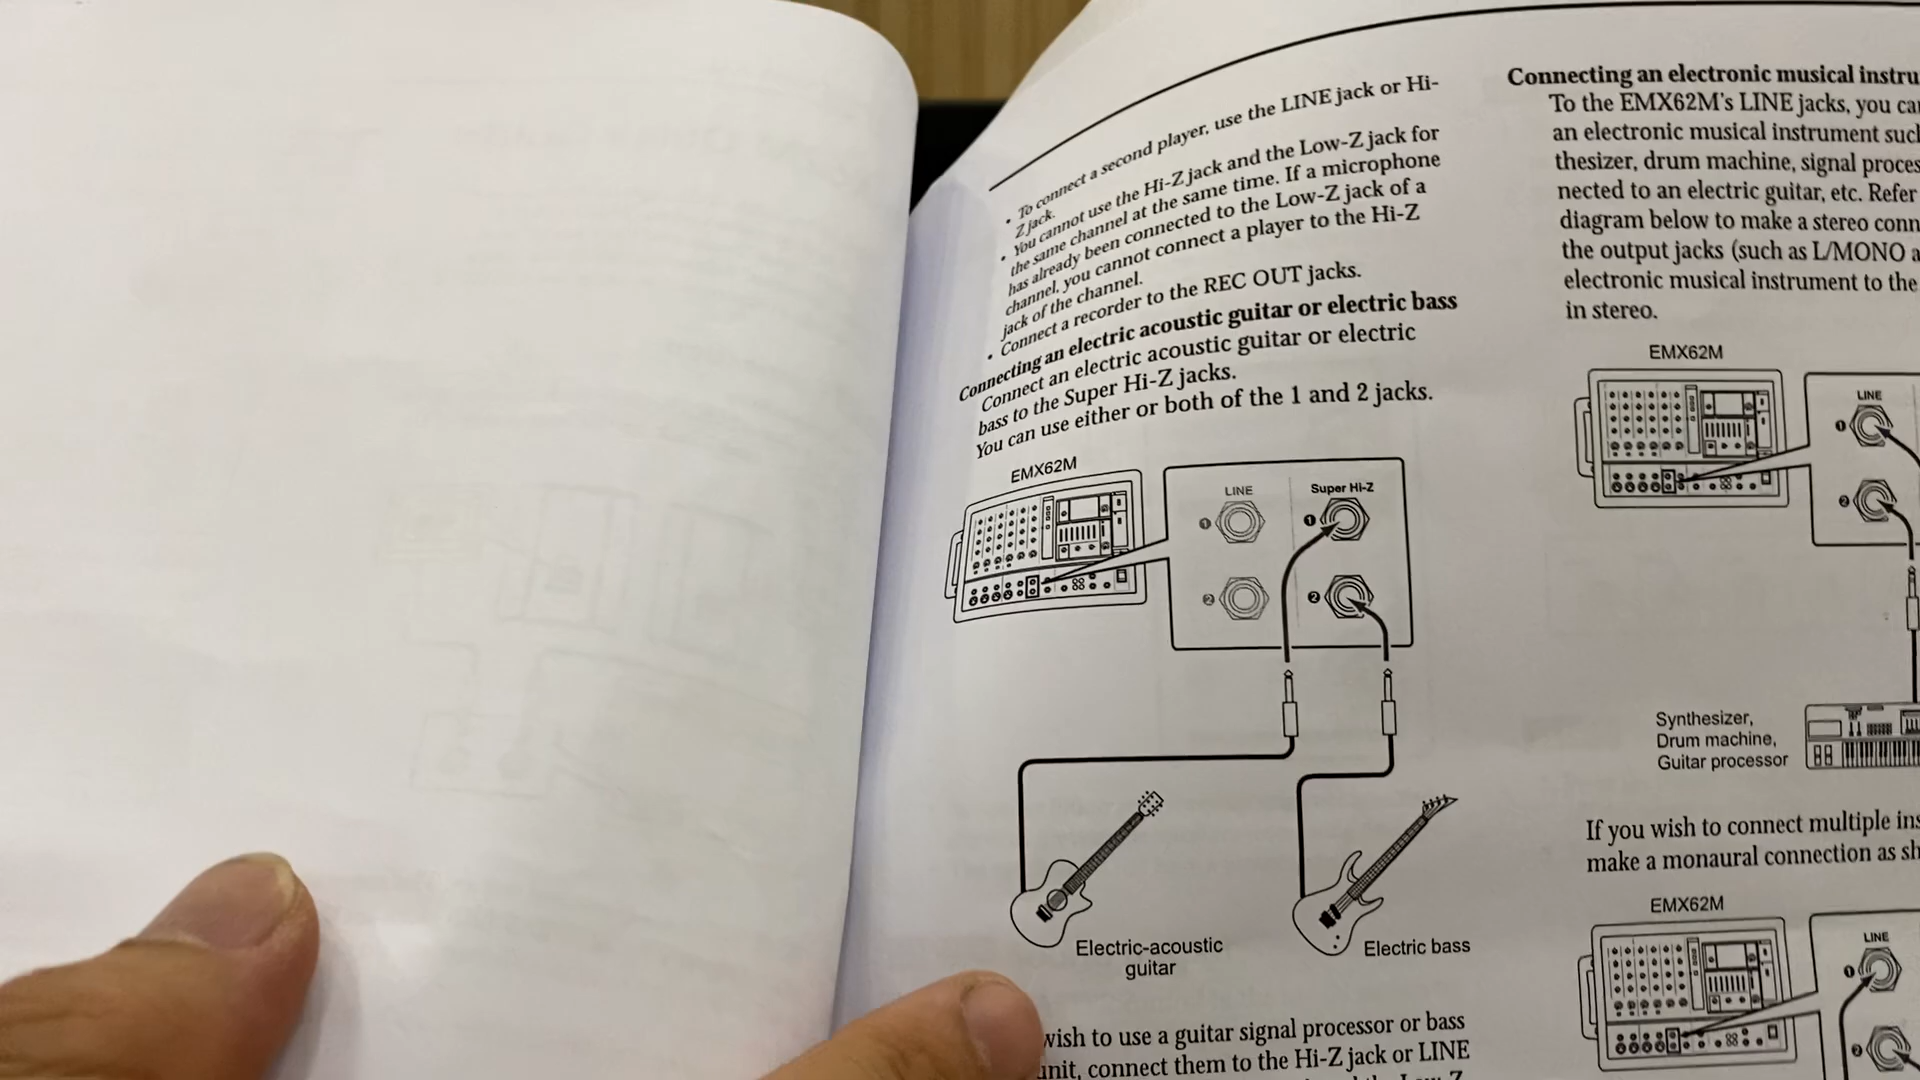 • To connect a second player, use the LINE jack or Hi-
Z jack.
• You cannot use the Hi-Z jack and the Low-Z jack for
the same channel at the same time. If a microphone
has already been connected to the Low-Z jack of a
channel, you cannot connect a player to the Hi-Z
jack of the channel.
• Connect a recorder to the REC OUT jacks.
Connecting an electric acoustic guitar or electric bass
Connect an electric acoustic guitar or electric
bass to the Super Hi-Z jacks.
You can use either or both of the 1 and 2 jacks.
EMX62M
LINE
Super Hi-Z
1
1
2
2
Electric-acoustic
guitar
Electric bass
wish to use a guitar signal processor or bass
unit, connect them to the Hi-Z jack or LINE
Connecting an electronic musical instru
To the EMX62M's LINE jacks, you ca
an electronic musical instrument suc
thesizer, drum machine, signal proces
nected to an electric guitar, etc. Refer
diagram below to make a stereo conn
the output jacks (such as L/MONO a
electronic musical instrument to the
in stereo.
EMX62M
LINE
1
2
Synthesizer,
Drum machine,
Guitar processor
If you wish to connect multiple ins
make a monaural connection as sh
EMX62M
LINE
1
2